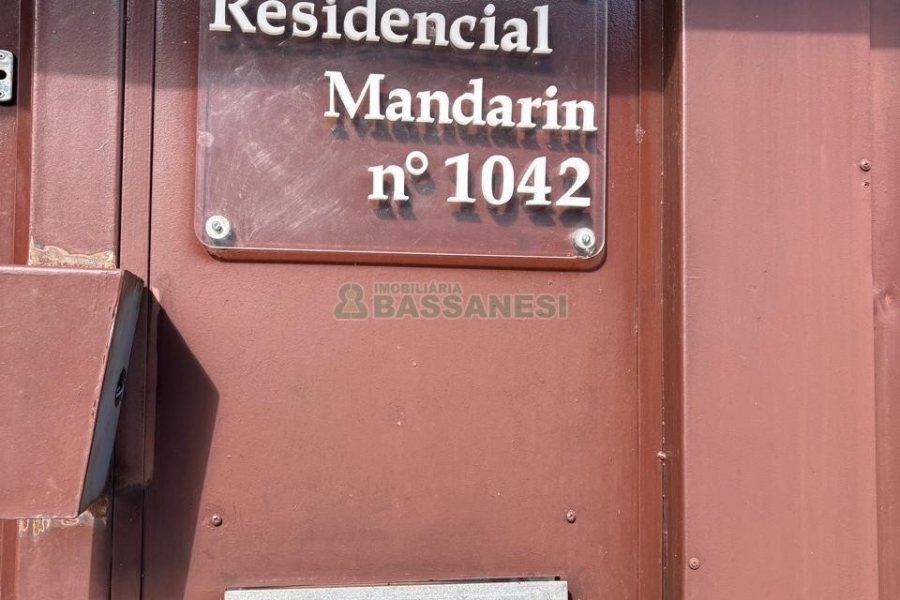 Residencial
Mandarin
n° 1042
IMOBILIÁRIA
BASSANESI